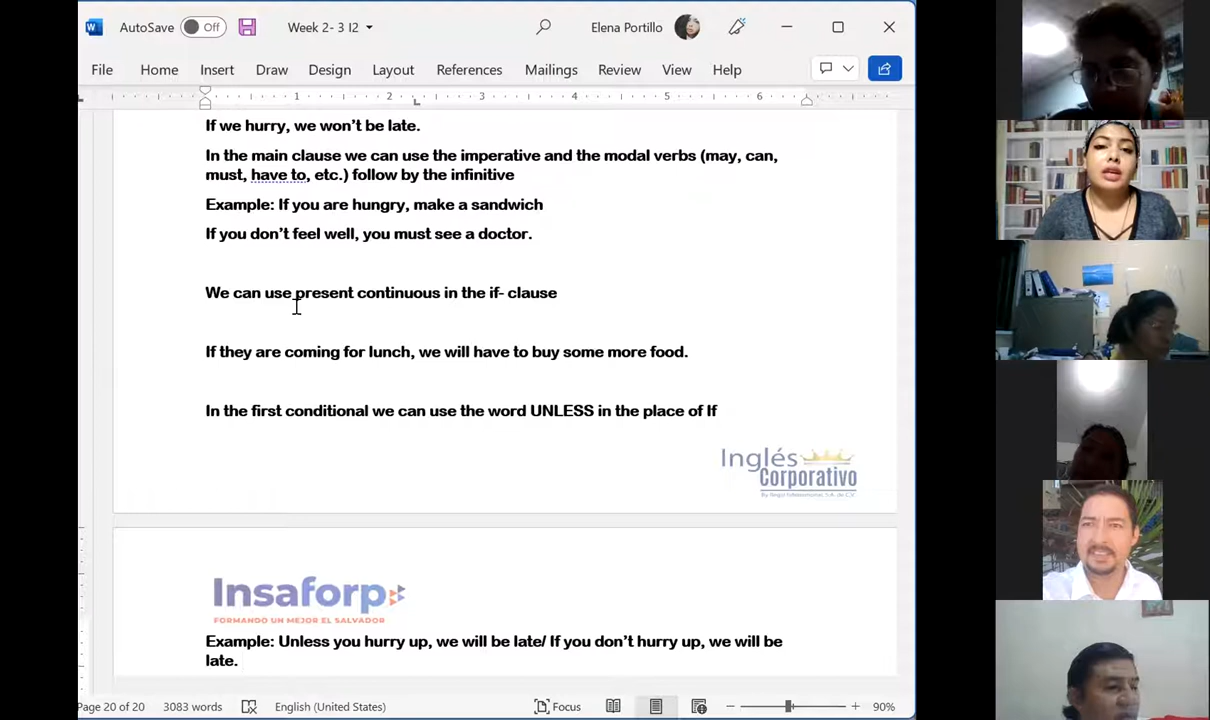 AutoSave Off Week 2- 3 I2 Elena Portillo
File Home Insert Draw Design Layout References Mailings Review View Help
1 2 3 4 5 6
If we hurry, we won't be late.
In the main clause we can use the imperative and the modal verbs (may, can,
must, have to, etc.) follow by the infinitive
Example: If you are hungry, make a sandwich
If you don't feel well, you must see a doctor.
We can use present continuous in the if- clause
If they are coming for lunch, we will have to buy some more food.
In the first conditional we can use the word UNLESS in the place of If
Inglés
Corporativo
Insaforp
FORMANDO UN MEJOR EL SALVADOR
Example: Unless you hurry up, we will be late/ If you don't hurry up, we will be
late.
Page 20 of 20 3083 words English (United States) Focus 90%